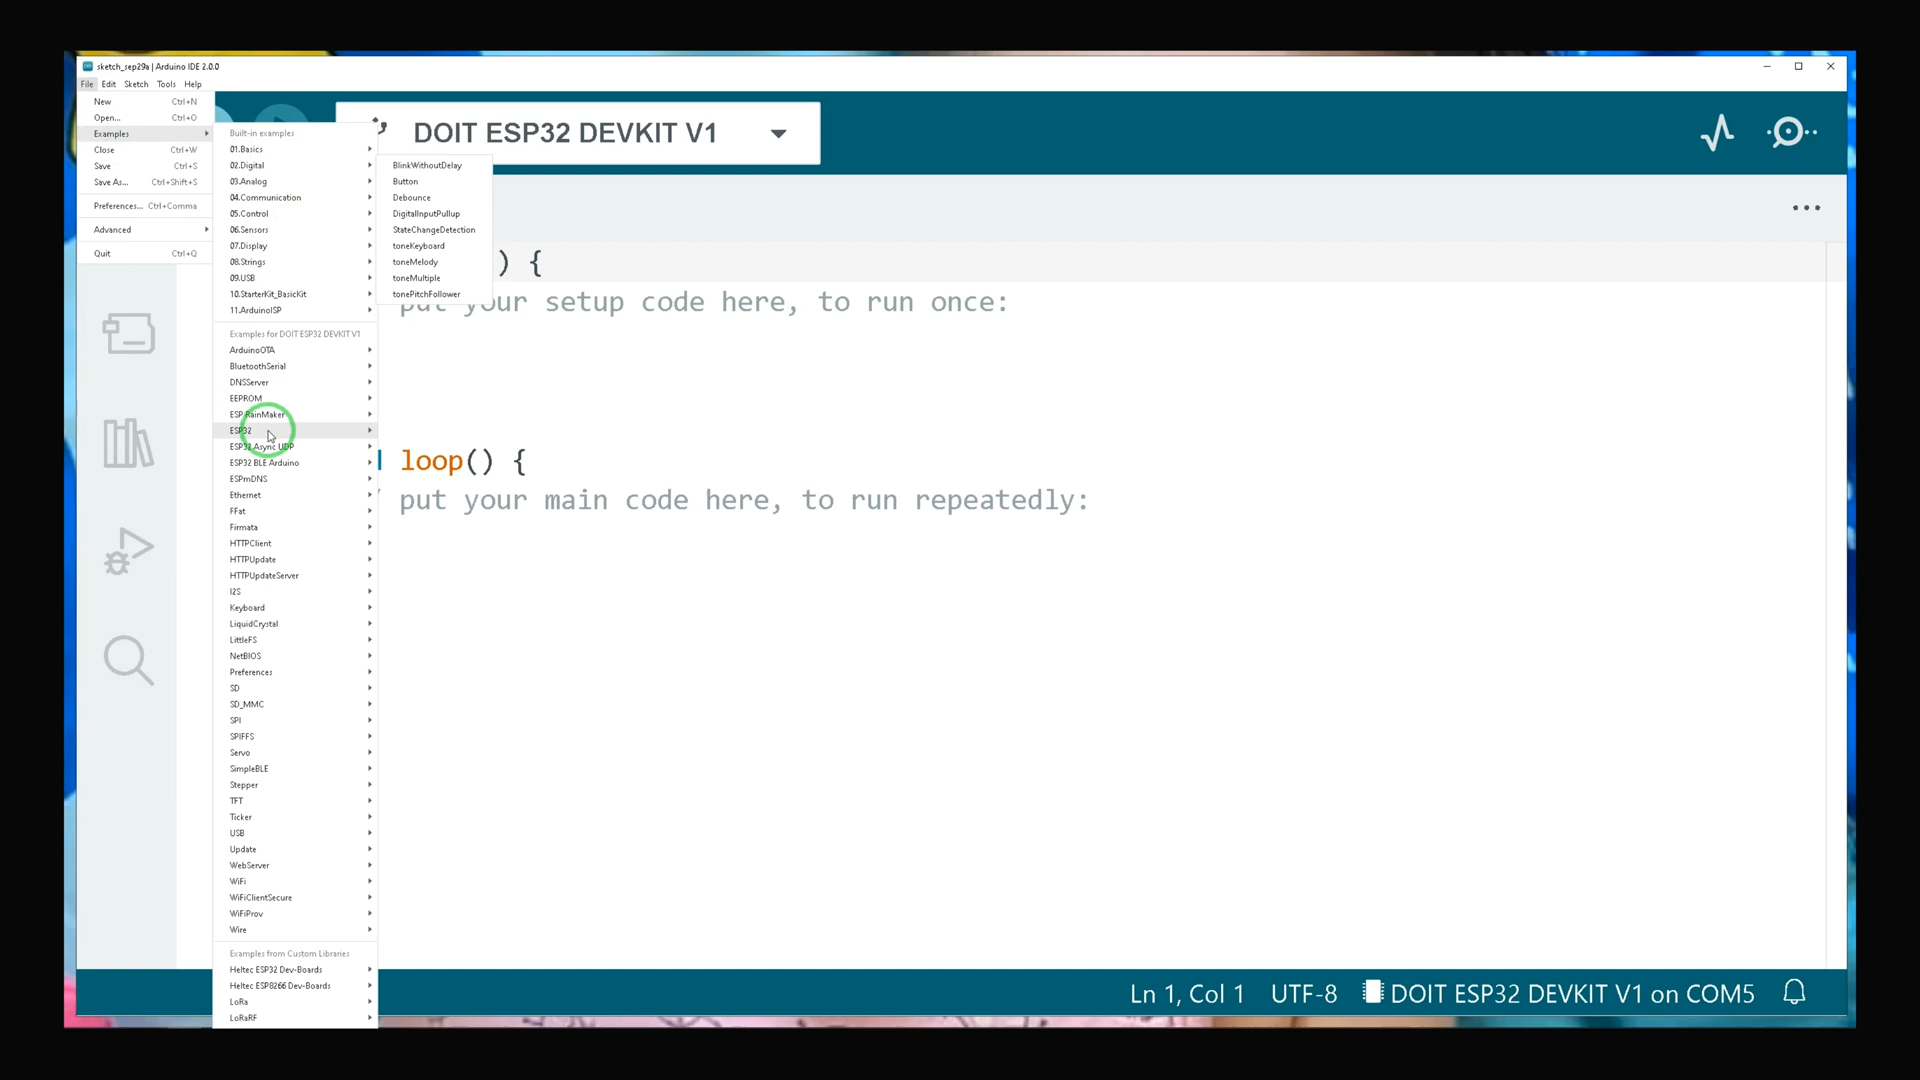 sketch_sep29a | Arduino IDE 2.0.0
File Edit Sketch Tools Help
New Ctrl+N
Open... Ctrl+O
Examples
Close Ctrl+W
Save Ctrl+S
Save As... Ctrl+Shift+S
Preferences... Ctrl+Comma
Advanced
Quit Ctrl+Q
Built-in examples
01.Basics
02.Digital
03.Analog
04.Communication
05.Control
06.Sensors
07.Display
08.Strings
09.USB
10.StarterKit_BasicKit
11.ArduinoISP
Examples for DOIT ESP32 DEVKIT V1
ArduinoOTA
BluetoothSerial
DNSServer
EEPROM
ESP RainMaker
ESP32
ESP32 Async UDP
ESP32 BLE Arduino
ESPmDNS
Ethernet
FFat
Firmata
HTTPClient
HTTPUpdate
HTTPUpdateServer
I2S
Keyboard
LiquidCrystal
LittleFS
NetBIOS
Preferences
SD
SD_MMC
SPI
SPIFFS
Servo
SimpleBLE
Stepper
TFT
Ticker
USB
Update
WebServer
WiFi
WiFiClientSecure
WiFiProv
Wire
Examples from Custom Libraries
Heltec ESP32 Dev-Boards
Heltec ESP8266 Dev-Boards
LoRa
LoRaRF
BlinkWithoutDelay
Button
Debounce
DigitalInputPullup
StateChangeDetection
toneKeyboard
toneMelody
toneMultiple
tonePitchFollower
DOIT ESP32 DEVKIT V1
) {
put your setup code here, to run once:
loop() {
put your main code here, to run repeatedly:
Ln 1, Col 1 UTF-8 DOIT ESP32 DEVKIT V1 on COM5